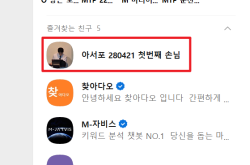 즐겨찾는 친구 5
아서포 280421 첫번째 손님
찾아다오
안녕하세요 찾아다오 입니다 간편하게 ...
M-자비스
키워드 분석 챗봇 NO.1 당신을 돕는 마...